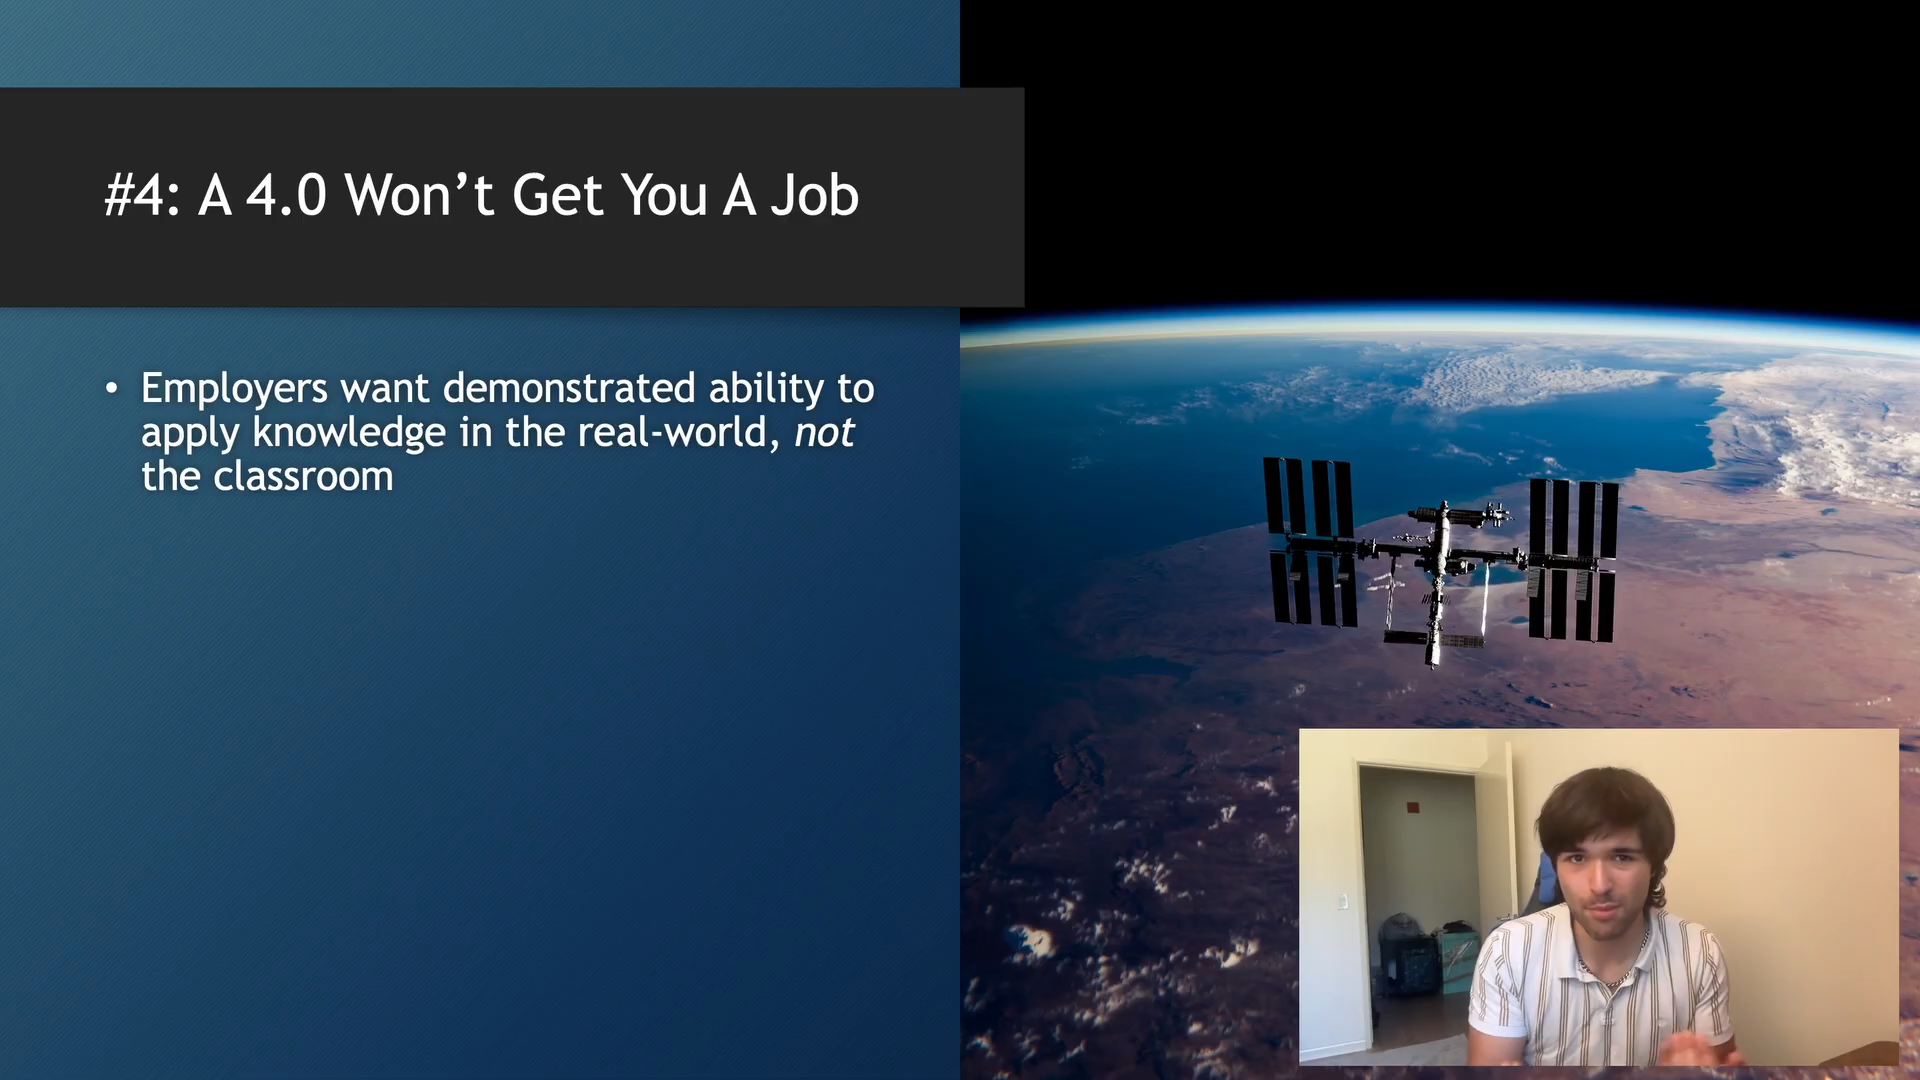 #4: A 4.0 Won’t Get You A Job
• Employers want demonstrated ability to
apply knowledge in the real-world, not
the classroom